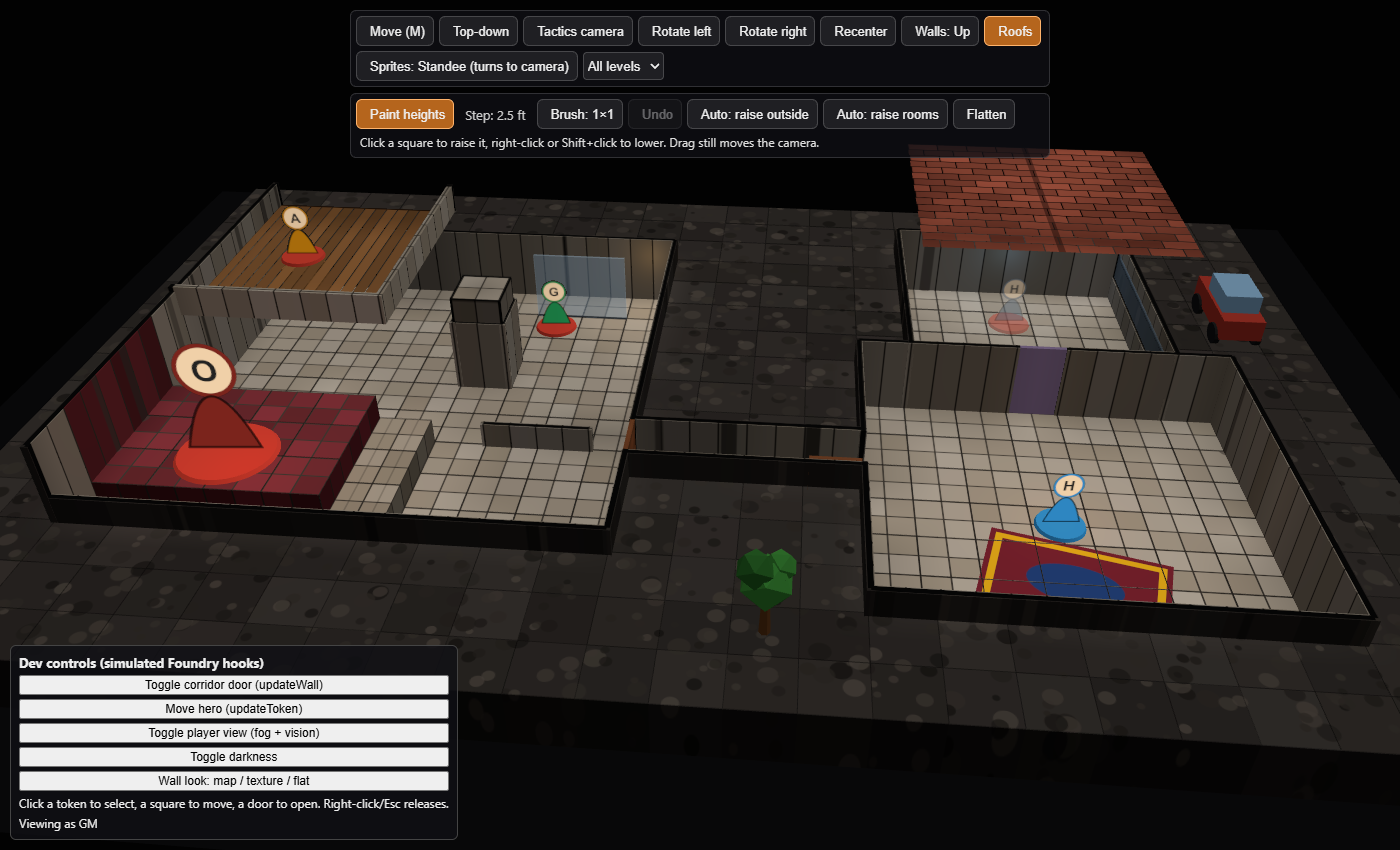 Move (M) Top-down Tactics camera Rotate left Rotate right Recenter Walls: Up Roofs
Sprites: Standee (turns to camera) All levels
Paint heights Step: 2.5 ft Brush: 1×1 Undo Auto: raise outside Auto: raise rooms Flatten
Click a square to raise it, right-click or Shift+click to lower. Drag still moves the camera.
A
G
H
O
H
Dev controls (simulated Foundry hooks)
Toggle corridor door (updateWall)
Move hero (updateToken)
Toggle player view (fog + vision)
Toggle darkness
Wall look: map / texture / flat
Click a token to select, a square to move, a door to open. Right-click/Esc releases.
Viewing as GM